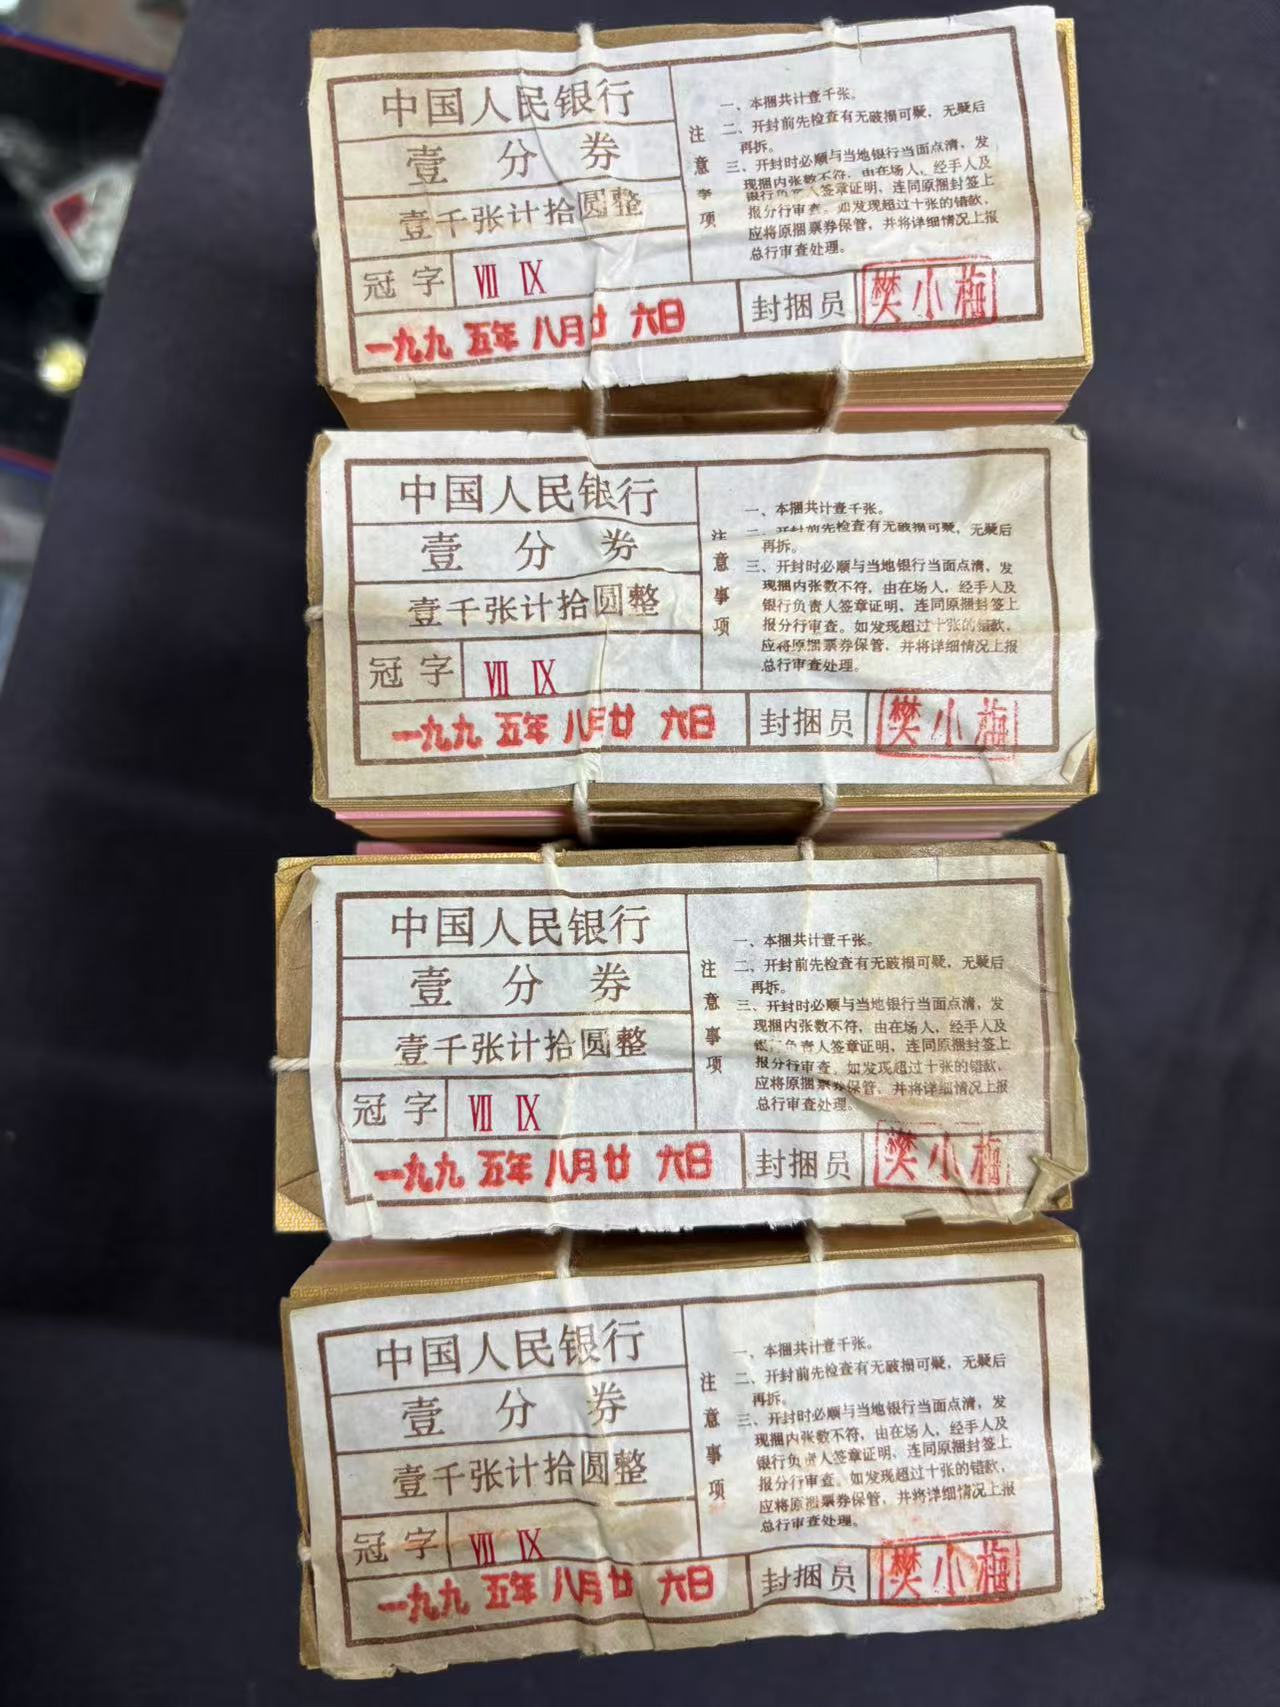 中国人民银行
壹 分 券
壹千张计拾圆整
冠 字 Ⅶ Ⅸ
一九九五年八月廿六日
封捆员 樊小梅
注意事项
一、本捆共计壹千张。
二、开封前先检查有无破损可疑,无疑后
再拆。
三、开封时必顺与当地银行当面点清,发
现捆内张数不符,由在场人,经手人及
银行负 人签章证明,连同原捆封签上
报分行审查。如发现超过十张的错款,
应将原捆票券保管,并将详细情况上报
总行审查处理。
中国人民银行
壹 分 券
壹千张计拾圆整
冠 字 Ⅶ Ⅸ
一九九五年八月廿六日
封捆员 樊小梅
注意事项
一、本捆共计壹千张。
二、开封前先检查有无破损可疑,无疑后
再拆。
三、开封时必顺与当地银行当面点清,发
现捆内张数不符,由在场人,经手人及
银行负责人签章证明,连同原捆封签上
报分行审查。如发现超过十张的错款,
应将原捆票券保管,并将详细情况上报
总行审查处理。
中国人民银行
壹 分 券
壹千张计拾圆整
冠 字 Ⅶ Ⅸ
一九九五年八月廿六日
封捆员 樊小梅
注意事项
一、本捆共计壹千张。
二、开封前先检查有无破损可疑,无疑后
再拆。
三、开封时必顺与当地银行当面点清,发
现捆内张数不符,由在场人,经手人及
银行负责人签章证明,连同原捆封签上
报分行审查。如发现超过十张的错款,
应将原捆票券保管,并将详细情况上报
总行审查处理。
中国人民银行
壹 分 券
壹千张计拾圆整
冠 字 Ⅶ Ⅸ
一九九五年八月廿六日
封捆员 樊小梅
注意事项
一、本捆共计壹千张。
二、开封前先检查有无破损可疑,无疑后
再拆。
三、开封时必顺与当地银行当面点清,发
现捆内张数不符,由在场人,经手人及
银行负责人签章证明,连同原捆封签上
报分行审查。如发现超过十张的错款,
应将原捆票券保管,并将详细情况上报
总行审查处理。